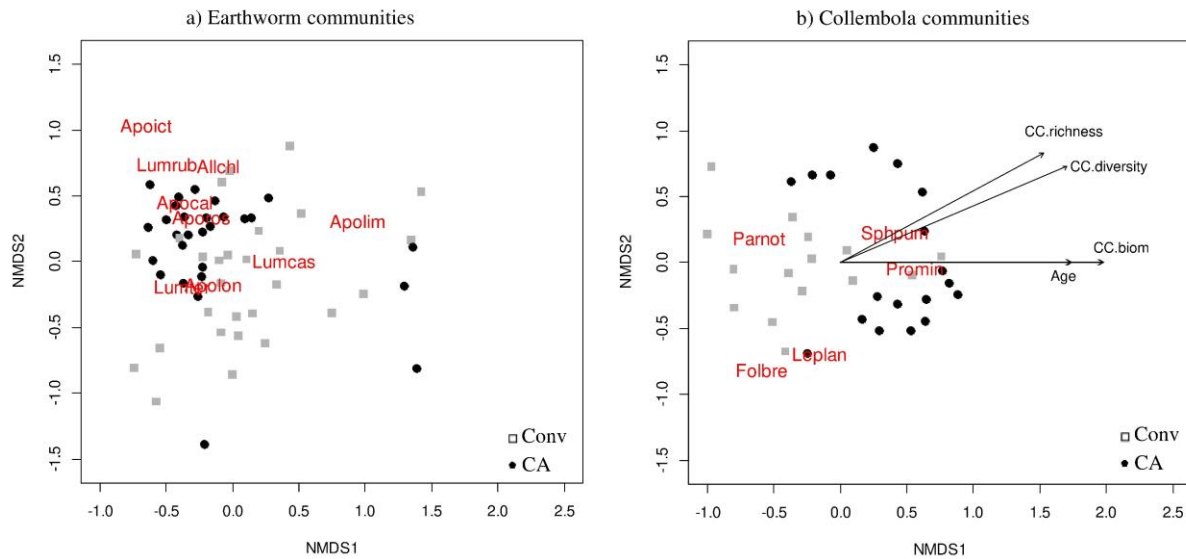 a) Earthworm communities
1.5
1.0
0.5
0.0
-0.5
-1.0
-1.5
NMDS2
Apoict
Lumrub
Allchl
Apocal
Aporos
Apolim
Lumcas
Lumter
Apolon
Conv
CA
-1.0 -0.5 0.0 0.5 1.0 1.5 2.0 2.5
NMDS1
b) Collembola communities
1.5
1.0
0.5
0.0
-0.5
-1.0
-1.5
NMDS2
CC.richness
CC.diversity
Parnot
Sphpum
CC.biom
Promin
Age
Leplan
Folbre
Conv
CA
-1.0 -0.5 0.0 0.5 1.0 1.5 2.0 2.5
NMDS1